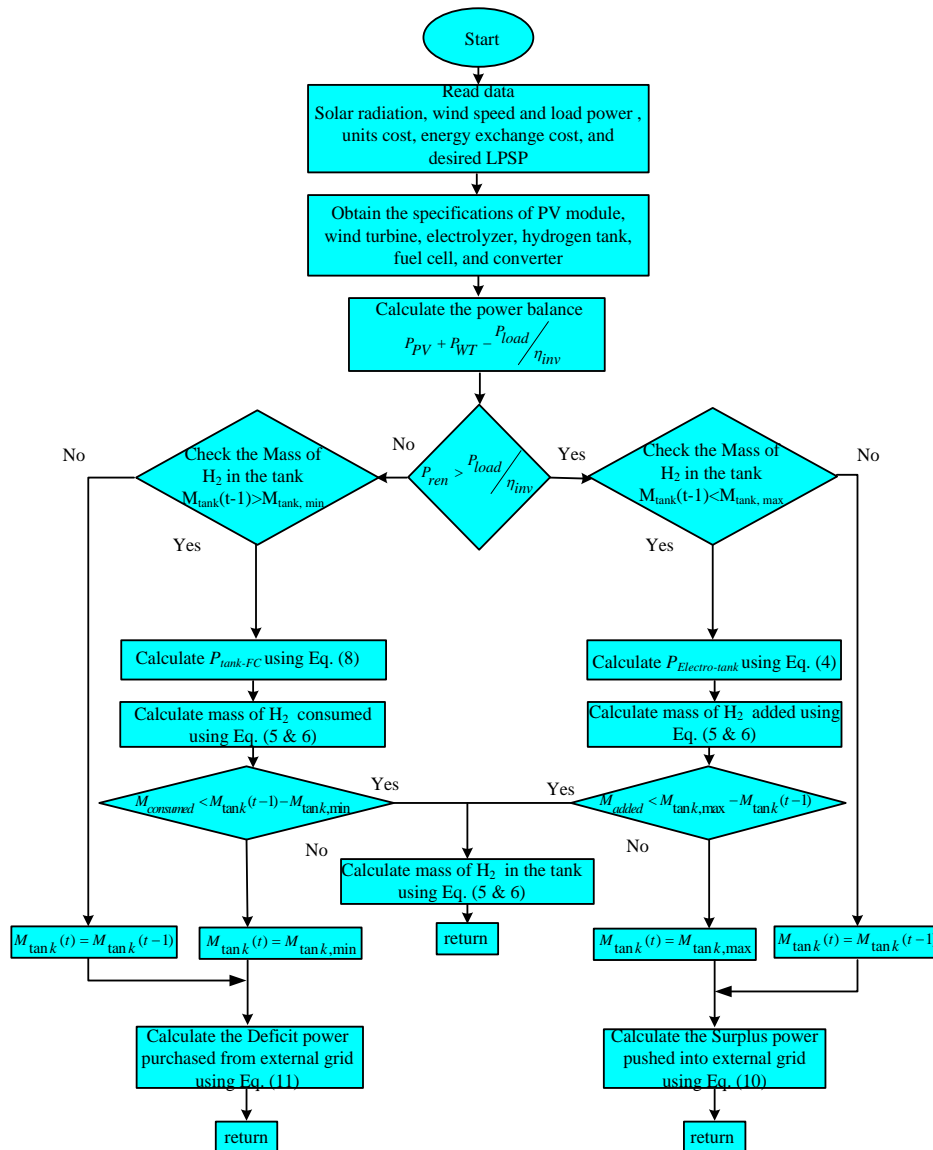 Start
Read data
Solar radiation, wind speed and load power ,
units cost, energy exchange cost, and
desired LPSP
Obtain the specifications of PV module,
wind turbine, electrolyzer, hydrogen tank,
fuel cell, and converter
Calculate the power balance
P_PV + P_WT − P_load / η_inv
No
Check the Mass of
H₂ in the tank
M_tank(t-1)>M_tank, min
No
P_ren > P_load / η_inv
Yes
Check the Mass of
H₂ in the tank
M_tank(t-1)<M_tank, max
No
Yes
Yes
Calculate P_tank-FC using Eq. (8)
Calculate P_Electro-tank using Eq. (4)
Calculate mass of H₂ consumed
using Eq. (5 & 6)
Calculate mass of H₂ added using
Eq. (5 & 6)
M_consumed < M_tank(t−1) − M_tank,min
Yes
Yes
M_added < M_tank,max − M_tank(t−1)
No
No
Calculate mass of H₂ in the tank
using Eq. (5 & 6)
return
M_tank(t) = M_tank(t−1)
M_tank(t) = M_tank,min
M_tank(t) = M_tank,max
M_tank(t) = M_tank(t−1
Calculate the Deficit power
purchased from external grid
using Eq. (11)
Calculate the Surplus power
pushed into external grid
using Eq. (10)
return
return